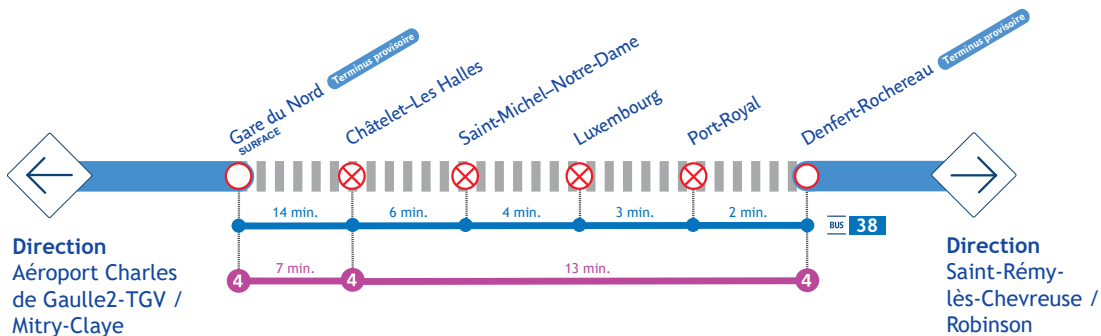 Gare du Nord
SURFACE
Terminus provisoire
Châtelet–Les Halles
Saint-Michel–Notre-Dame
Luxembourg
Port-Royal
Denfert-Rochereau
Terminus provisoire
14 min.
6 min.
4 min.
3 min.
2 min.
BUS 38
Direction
Aéroport Charles
de Gaulle2-TGV /
Mitry-Claye
4
7 min.
4
13 min.
4
Direction
Saint-Rémy-
lès-Chevreuse /
Robinson